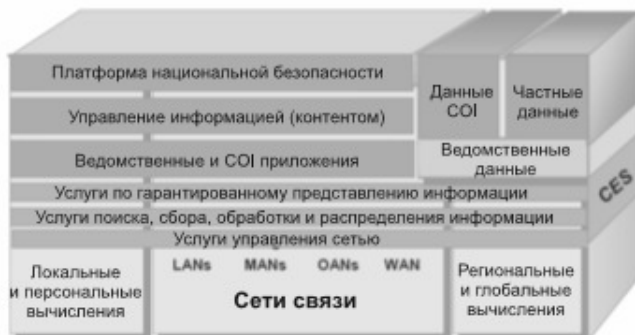 Платформа национальной безопасности
Управление информацией (контентом)
Ведомственные и COI приложения
Данные
COI
Частные
данные
Ведомственные
данные
Услуги по гарантированному представлению информации
Услуги поиска, сбора, обработки и распределения информации
Услуги управления сетью
CES
Локальные
и персональные
вычисления
LANs MANs OANs WAN
Сети связи
Региональные
и глобальные
вычисления